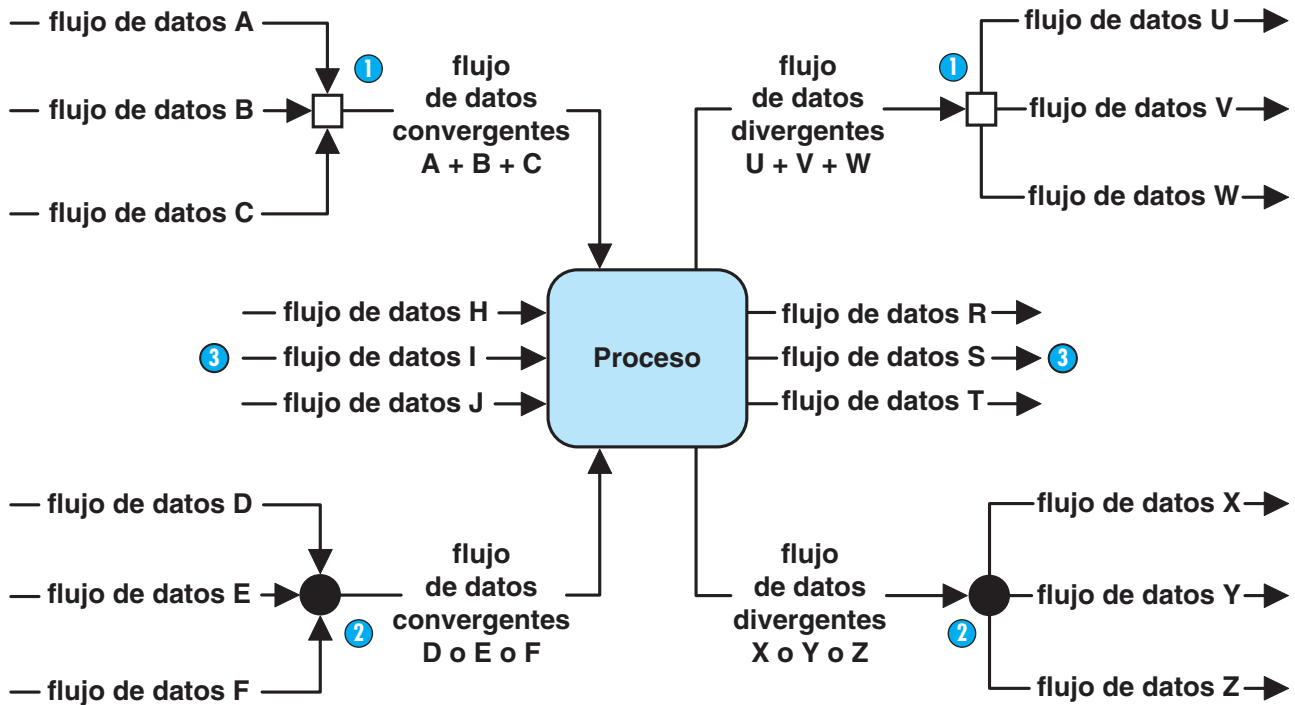 flujo de datos A
flujo de datos B
flujo de datos C
1
flujo
de datos
convergentes
A + B + C
flujo
de datos
divergentes
U + V + W
1
flujo de datos U
flujo de datos V
flujo de datos W
3
flujo de datos H
flujo de datos I
flujo de datos J
Proceso
flujo de datos R
flujo de datos S
flujo de datos T
3
flujo de datos D
flujo de datos E
flujo de datos F
2
flujo
de datos
convergentes
D o E o F
flujo
de datos
divergentes
X o Y o Z
2
flujo de datos X
flujo de datos Y
flujo de datos Z